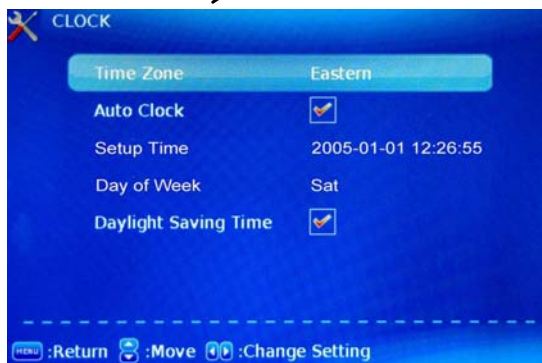 CLOCK
Time Zone Eastern
Auto Clock
Setup Time 2005-01-01 12:26:55
Day of Week Sat
Daylight Saving Time
MENU :Return :Move :Change Setting